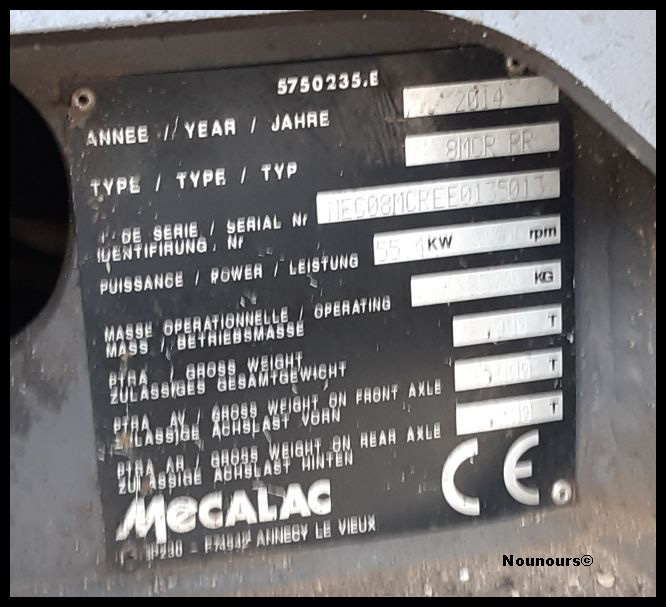 5750235.E
ANNEE / YEAR / JAHRE 2014
TYPE / TYPE / TYP 8MCR RR
DE SERIE / SERIAL Nr MEC08MCREE0135013
IDENTIFIRUNG. Nr
PUISSANCE / POWER / LEISTUNG 55 KW rpm
MASSE OPERATIONNELLE / OPERATING KG
MASS / BETRIEBSMASSE
PTRA / GROSS WEIGHT T
ZULASSIGES GESAMTGEWICHT
PTRA AV / GROSS WEIGHT ON FRONT AXLE T
ZULASSIGE ACHSLAST VORN
PTRA AR / GROSS WEIGHT ON REAR AXLE T
ZULASSIGE ACHSLAST HINTEN
MeCALAC CE
F74942 ANNECY LE VIEUX
Nounours©